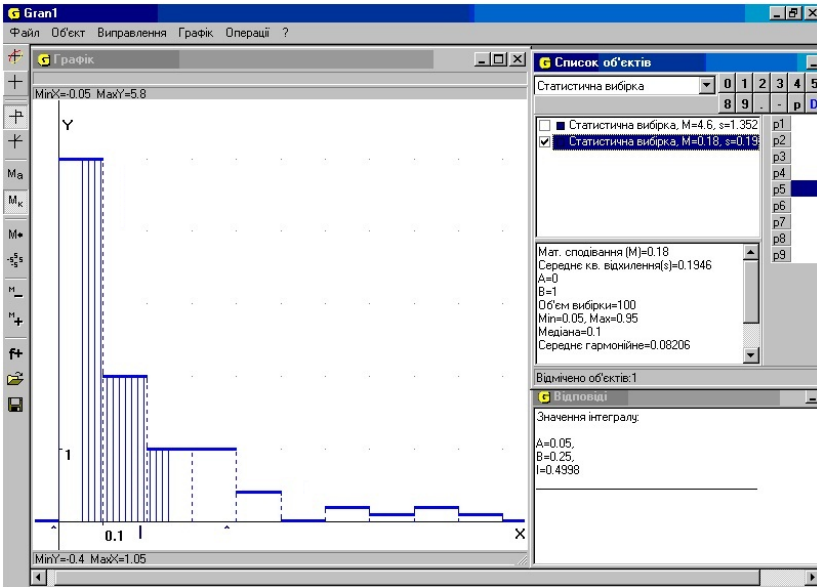 Gran1
Файл Об'єкт Виправлення Графік Операції ?
Графік
MinX=-0.05 MaxY=5.8
Y
1
0.1
X
MinY=-0.4 MaxX=1.05
Ma
Mк
M
sss
s
M
M
f+
Список об'єктів
Статистична вибірка
0 1 2 3 4 5
8 9 . - p D
Статистична вибірка, M=4.6, s=1.352
Статистична вибірка, M=0.18, s=0.19
p1
p2
p3
p4
p5
p6
p7
p8
p9
Мат. сподівання (M)=0.18
Середнє кв. відхилення(s)=0.1946
A=0
B=1
Об'єм вибірки=100
Min=0.05, Max=0.95
Медіана=0.1
Середнє гармонійне=0.08206
Відмічено об'єктів:1
Відповіді
Значення інтегралу:
A=0.05,
B=0.25,
I=0.4998